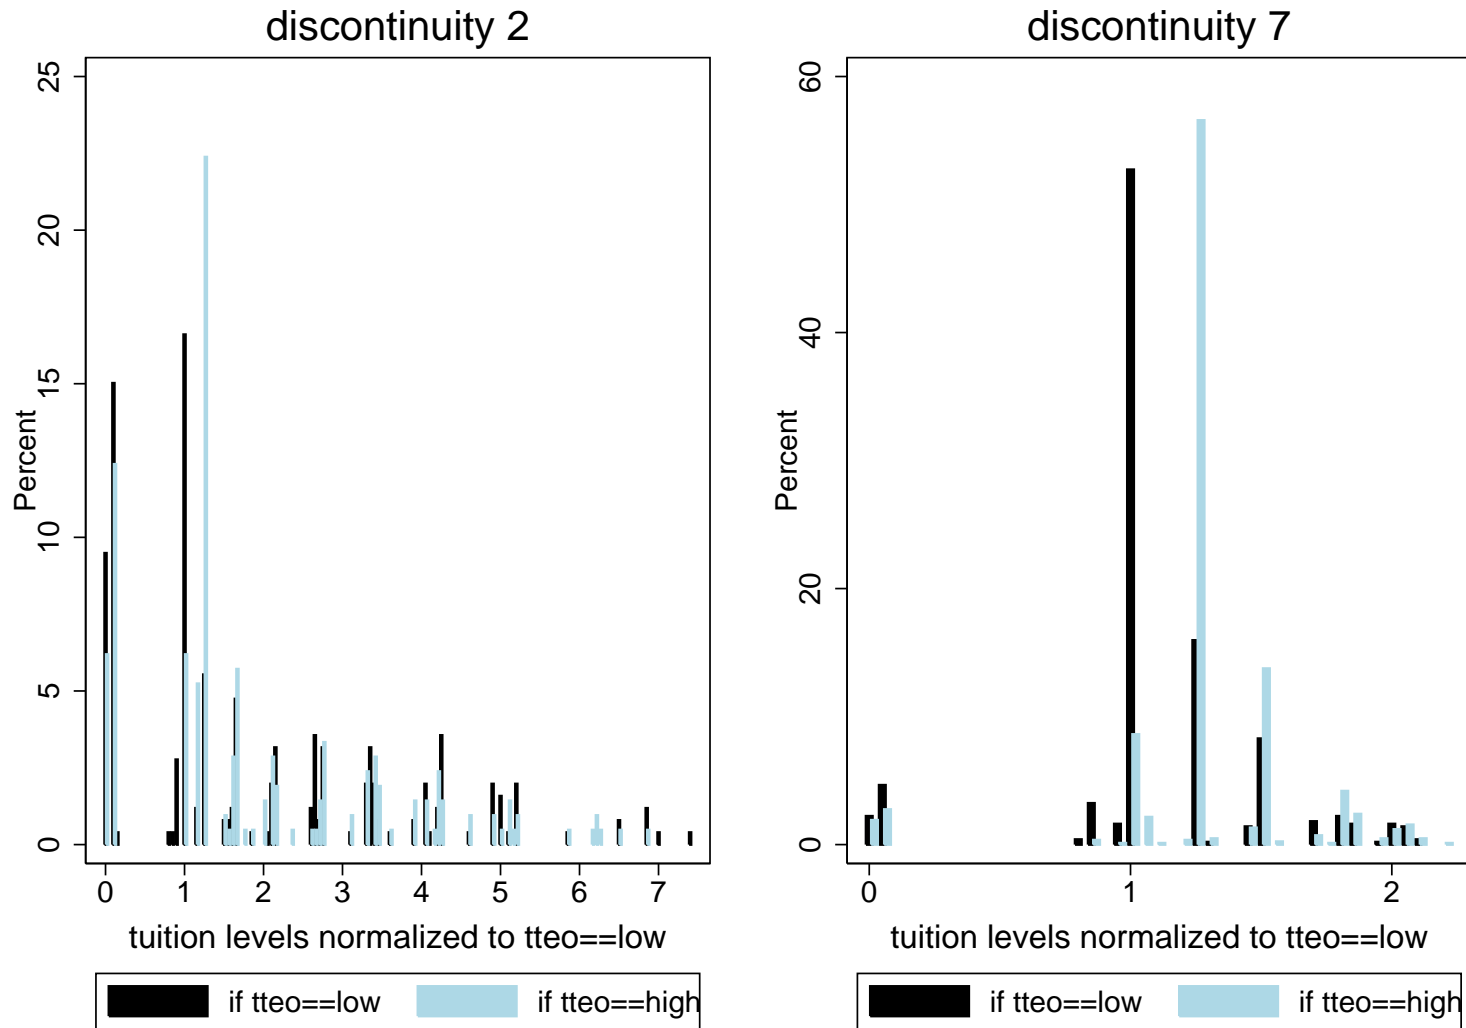 discontinuity 2
25
20
15
10
5
0
Percent
0 1 2 3 4 5 6 7
tuition levels normalized to tteo==low
if tteo==low if tteo==high
discontinuity 7
60
40
20
0
Percent
0 1 2
tuition levels normalized to tteo==low
if tteo==low if tteo==high